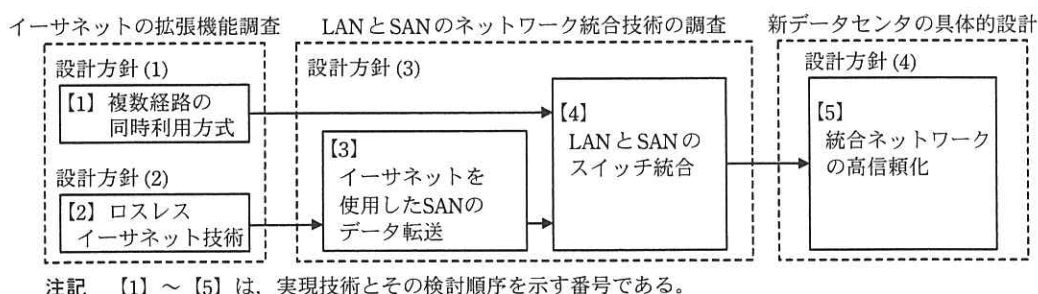 イーサネットの拡張機能調査
LANとSANのネットワーク統合技術の調査
新データセンタの具体的設計
設計方針(1)
【1】複数経路の
同時利用方式
設計方針(2)
【2】ロスレス
イーサネット技術
設計方針(3)
【3】
イーサネットを
使用したSANの
データ転送
【4】
LANとSANの
スイッチ統合
設計方針(4)
【5】
統合ネットワーク
の高信頼化
注記 【1】～【5】は，実現技術とその検討順序を示す番号である。